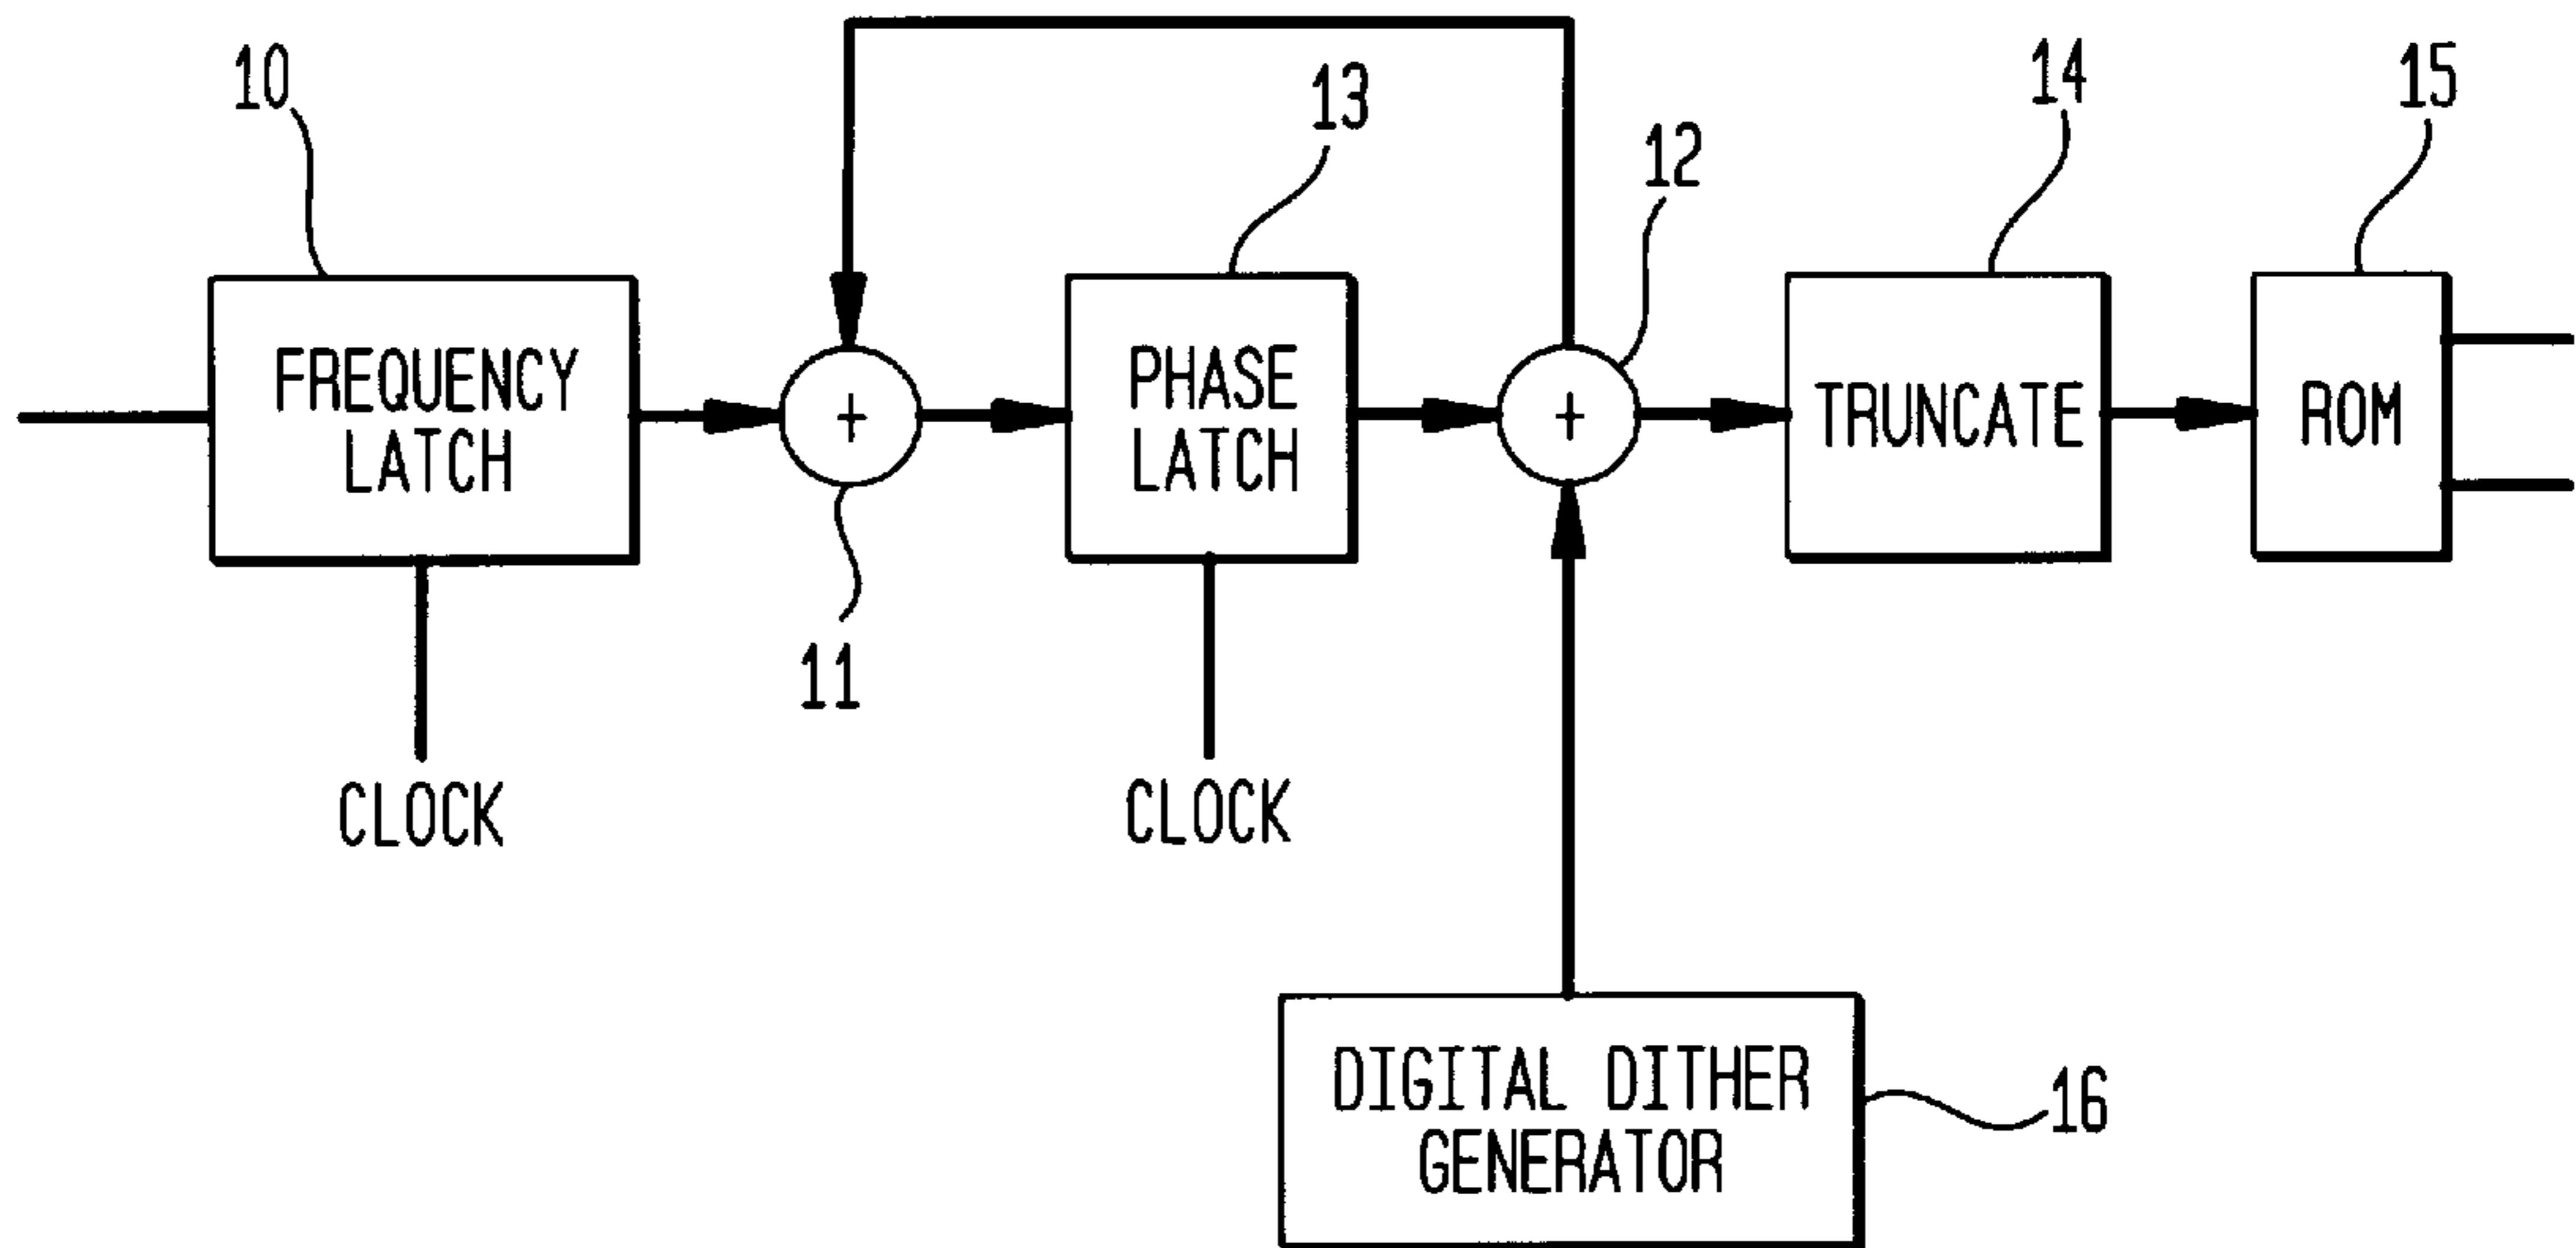 10
13
12
14
15
FREQUENCY
LATCH
+
PHASE
LATCH
+
TRUNCATE
ROM
11
CLOCK
CLOCK
DIGITAL DITHER
GENERATOR
16